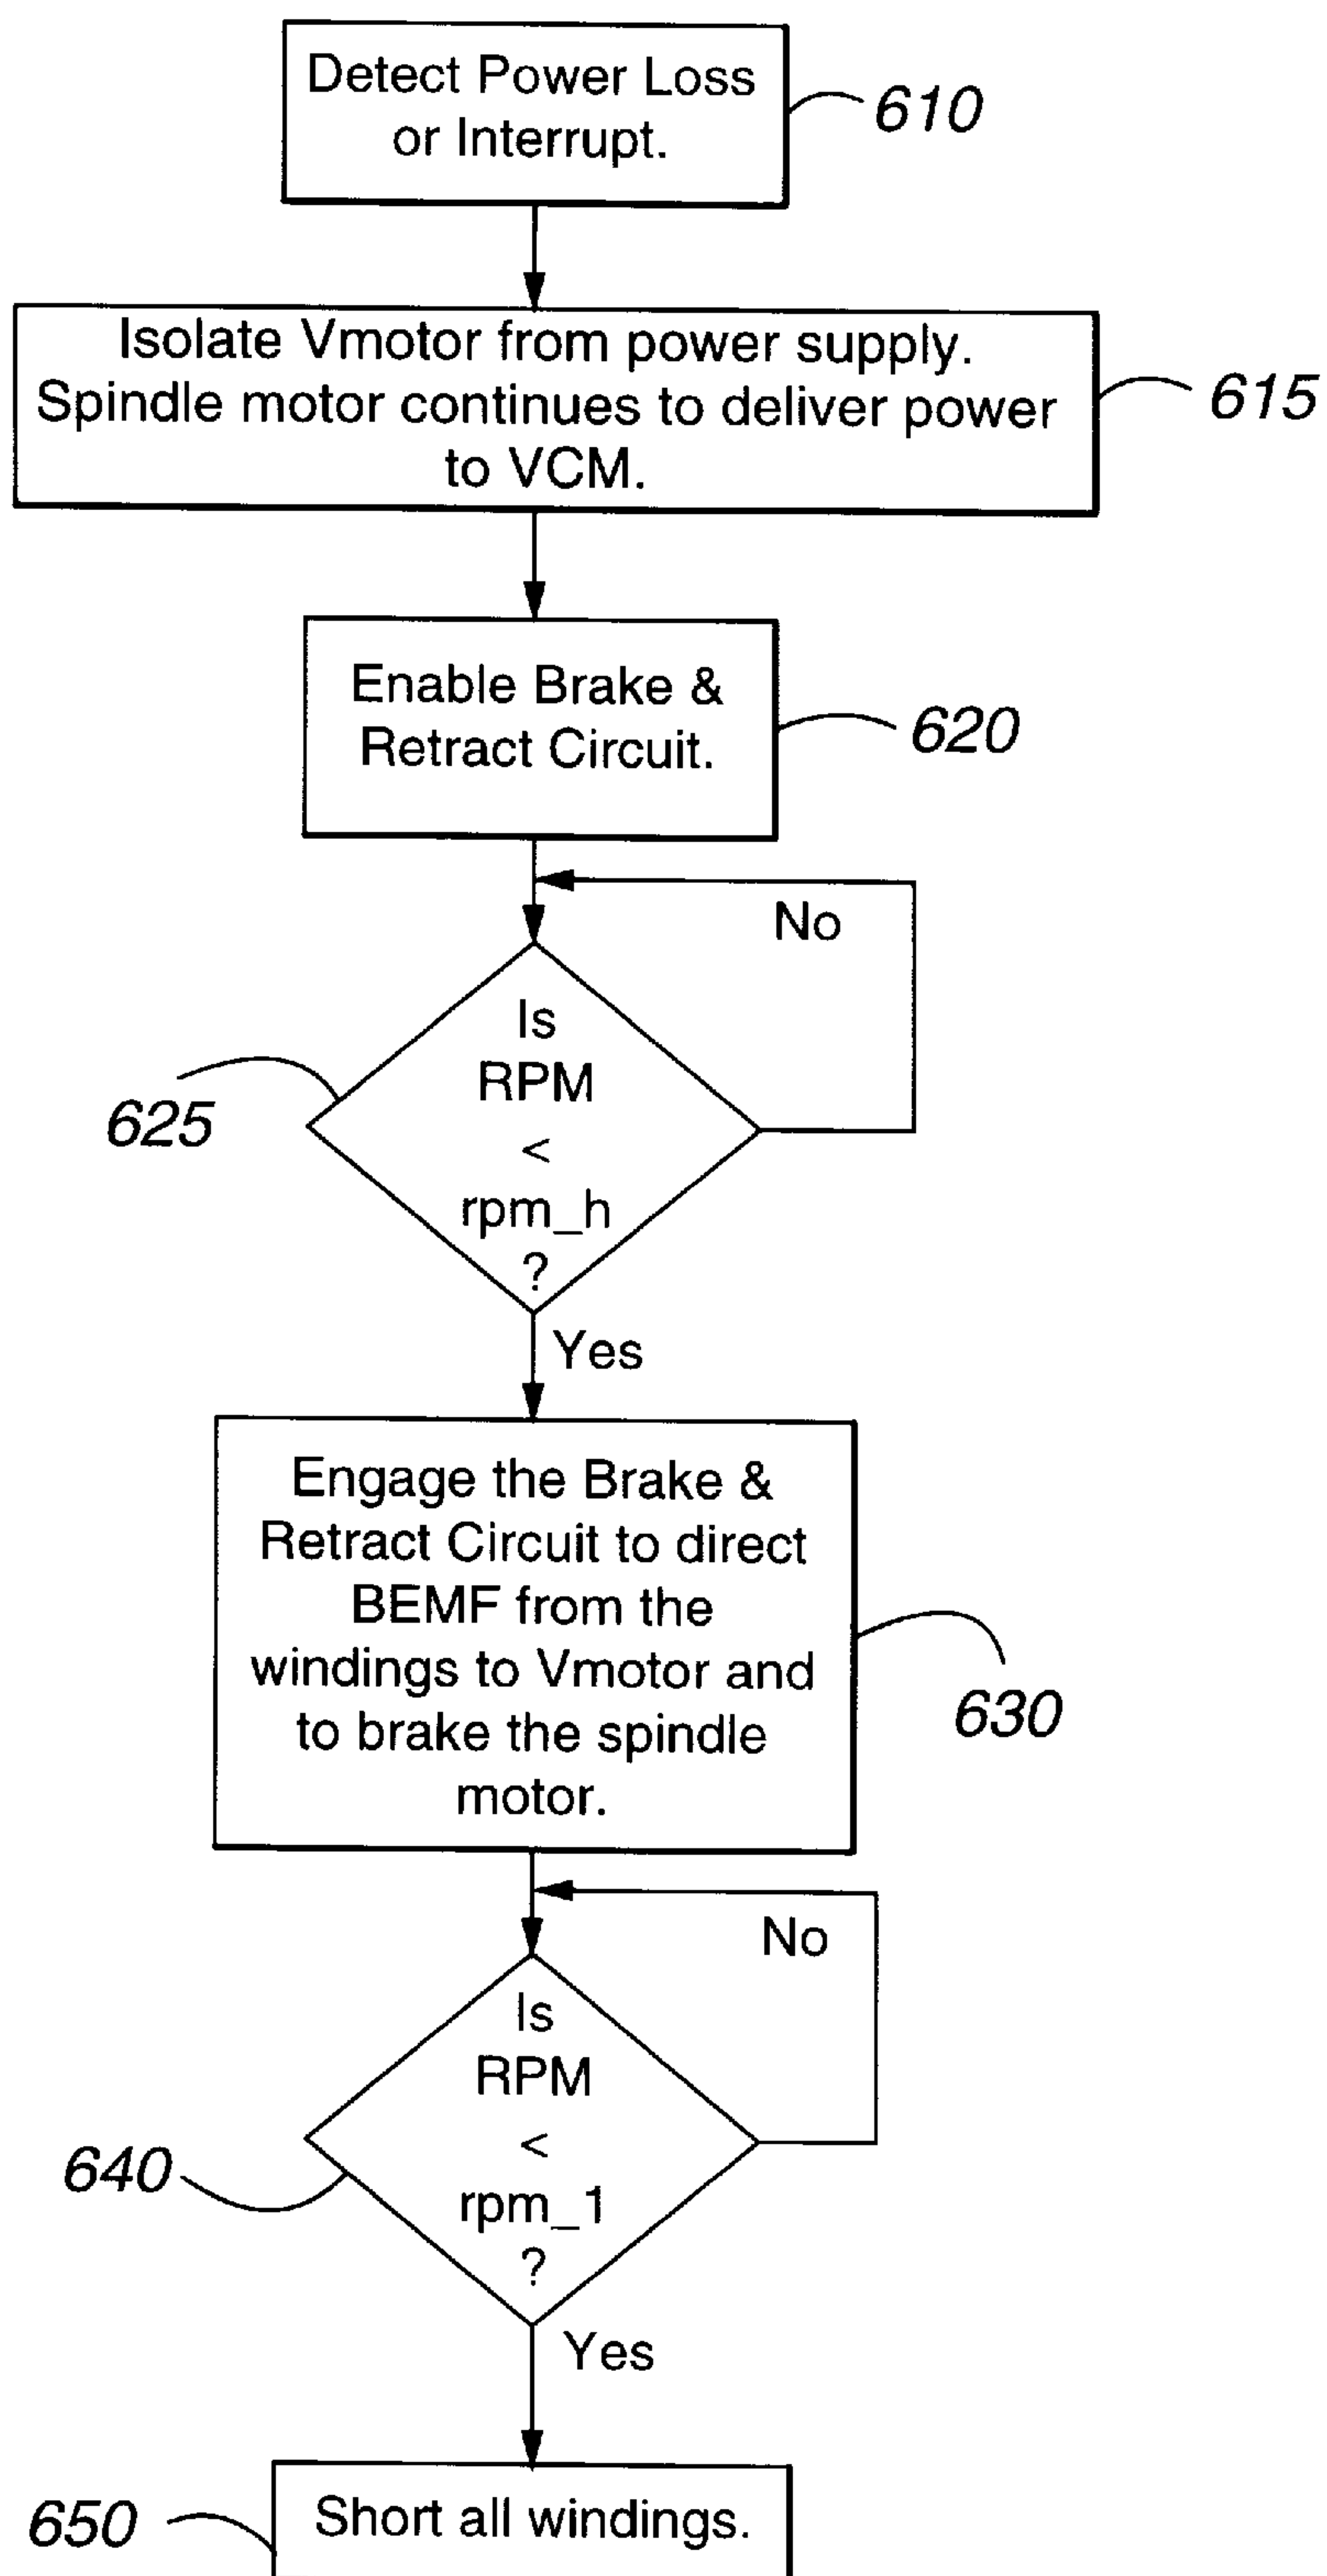 Detect Power Loss
or Interrupt.
610
Isolate Vmotor from power supply.
Spindle motor continues to deliver power
to VCM.
615
Enable Brake &
Retract Circuit.
620
No
Is
RPM
<
rpm_h
?
625
Yes
Engage the Brake &
Retract Circuit to direct
BEMF from the
windings to Vmotor and
to brake the spindle
motor.
630
No
Is
RPM
<
rpm_1
?
640
Yes
Short all windings.
650